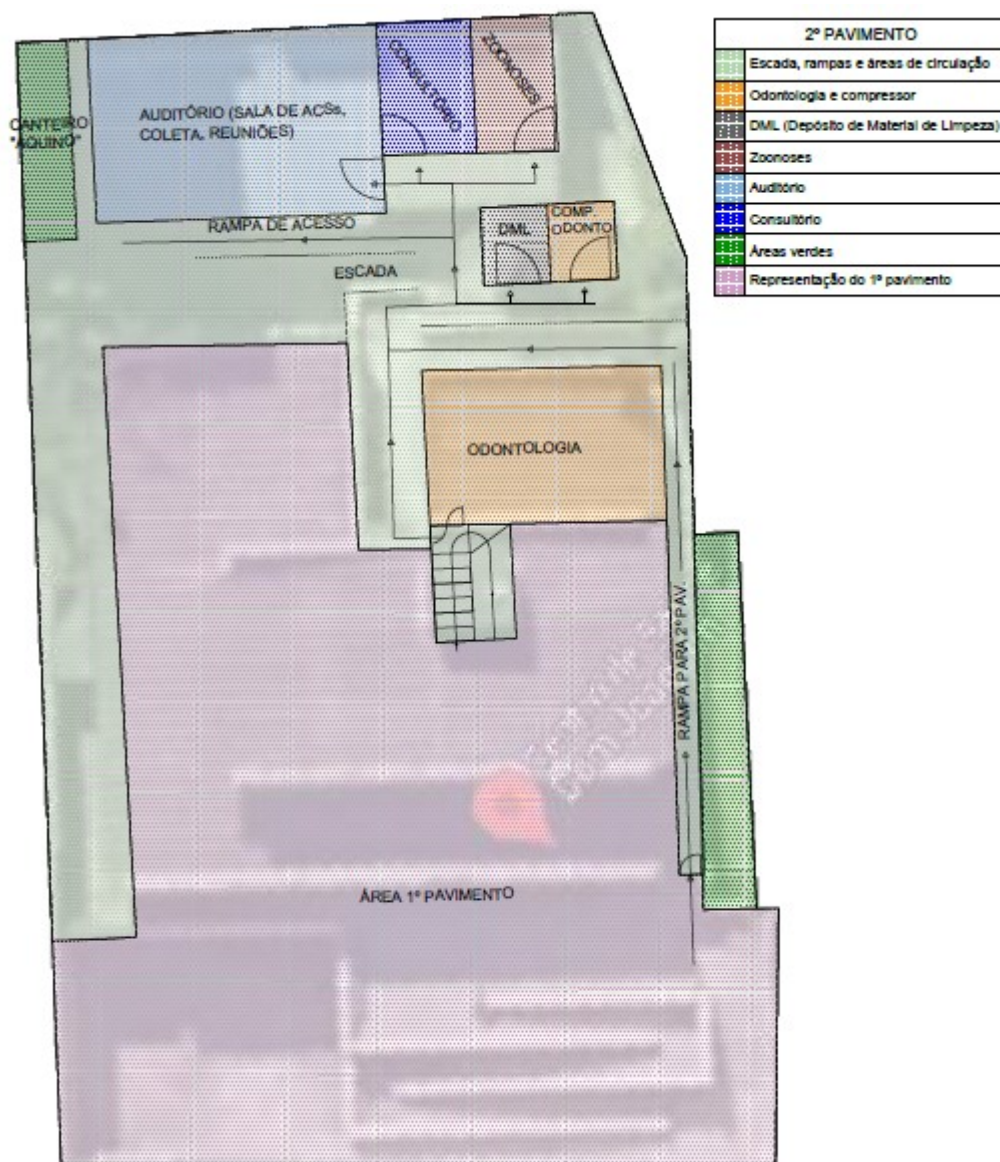 2º PAVIMENTO
Escada, rampas e áreas de circulação
Odontologia e compressor
DML (Depósito de Material de Limpeza)
Zoonoses
Auditório
Consultório
Áreas verdes
Representação do 1º pavimento
CANTEIRO
"AQUINO"
AUDITÓRIO (SALA DE ACSs,
COLETA, REUNIÕES)
CONSULTÓRIO
ZOONOSES
RAMPA DE ACESSO
ESCADA
DML
COMP.
ODONTO
ODONTOLOGIA
RAMPA PARA 2º PAV.
ÁREA 1º PAVIMENTO